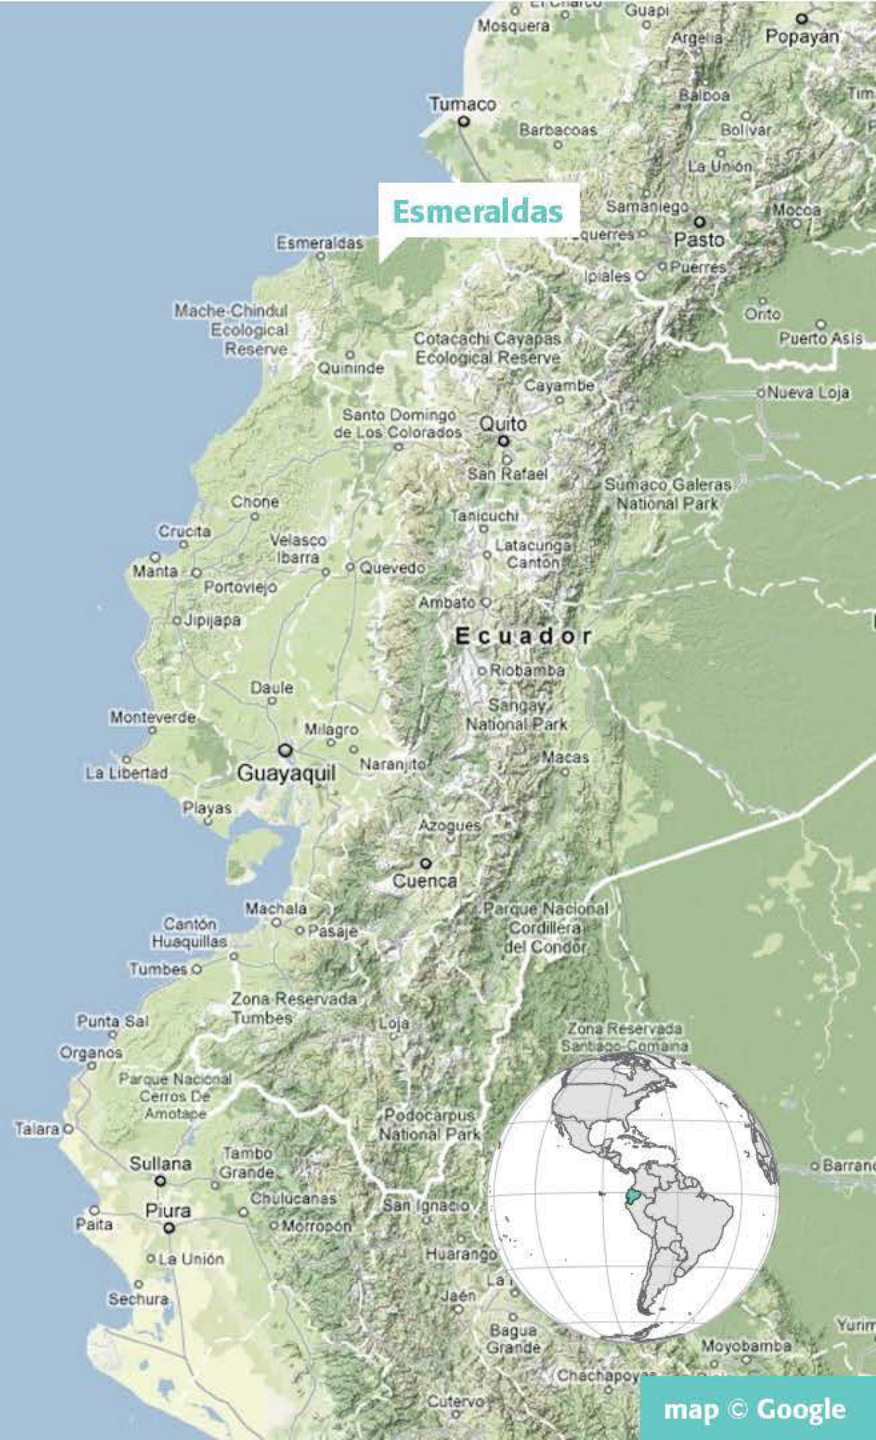 El Charco
Guapi
Mosquera
Argelia
Popayán
Balboa
Tumaco
Barbacoas
Bolívar
La Unión
Esmeraldas
Samaniego
Mocoa
Esmeraldas
Pasto
Ipiales
Puerres
Mache-Chindul
Ecological
Reserve
Orito
Puerto Asís
Cotacachi Cayapas
Ecological Reserve
Quininde
Cayambe
Nueva Loja
Santo Domingo
de Los Colorados
Quito
San Rafael
Sumaco Galeras
National Park
Chone
Tanicuchi
Crucita
Velasco
Ibarra
Latacunga
Cantón
Manta
Portoviejo
Quevedo
Ambato
Jipijapa
Ecuador
Riobamba
Daule
Sangay
National Park
Monteverde
Milagro
La Libertad
Guayaquil
Naranjito
Macas
Playas
Azogues
Cuenca
Machala
Parque Nacional
Cordillera
del Condor
Cantón
Huaquillas
Pasaje
Tumbes
Zona Reservada
Tumbes
Punta Sal
Loja
Zona Reservada
Santiago-Comaina
Organos
Parque Nacional
Cerros De
Amotape
Talara
Podocarpus
National Park
Sullana
Tambo
Grande
Chulucanas
San Ignacio
Paita
Piura
Morropón
La Unión
Huarango
Sechura
Jaén
Bagua
Grande
Moyobamba
Cutervo
map © Google